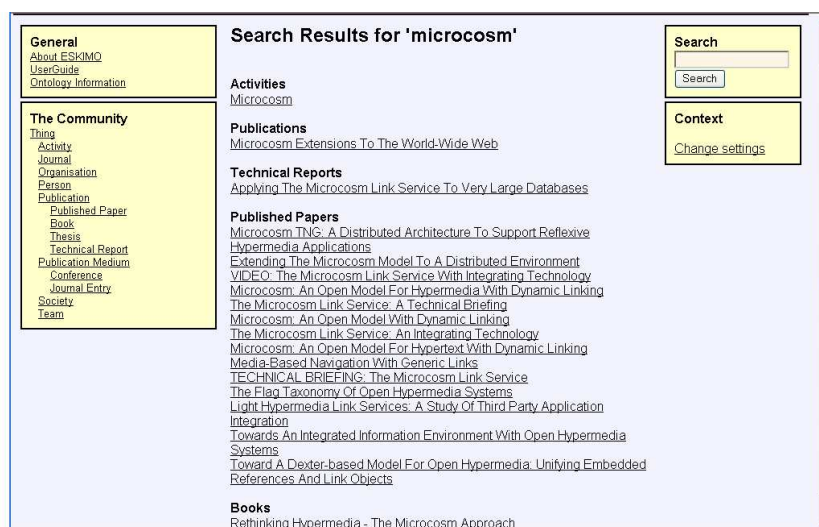 General
About ESKIMO
UserGuide
Ontology Information
The Community
Thing
Activity
Journal
Organisation
Person
Publication
Published Paper
Book
Thesis
Technical Report
Publication Medium
Conference
Journal Entry
Society
Team
Search Results for 'microcosm'
Activities
Microcosm
Publications
Microcosm Extensions To The World-Wide Web
Technical Reports
Applying The Microcosm Link Service To Very Large Databases
Published Papers
Microcosm TNG: A Distributed Architecture To Support Reflexive
Hypermedia Applications
Extending The Microcosm Model To A Distributed Environment
VIDEO: The Microcosm Link Service With Integrating Technology
Microcosm: An Open Model For Hypermedia With Dynamic Linking
The Microcosm Link Service: A Technical Briefing
Microcosm: An Open Model With Dynamic Linking
The Microcosm Link Service: An Integrating Technology
Microcosm: An Open Model For Hypertext With Dynamic Linking
Media-Based Navigation With Generic Links
TECHNICAL BRIEFING: The Microcosm Link Service
The Flag Taxonomy Of Open Hypermedia Systems
Light Hypermedia Link Services: A Study Of Third Party Application
Integration
Towards An Integrated Information Environment With Open Hypermedia
Systems
Toward A Dexter-based Model For Open Hypermedia: Unifying Embedded
References And Link Objects
Books
Rethinking Hypermedia - The Microcosm Approach
Search
Search
Context
Change settings